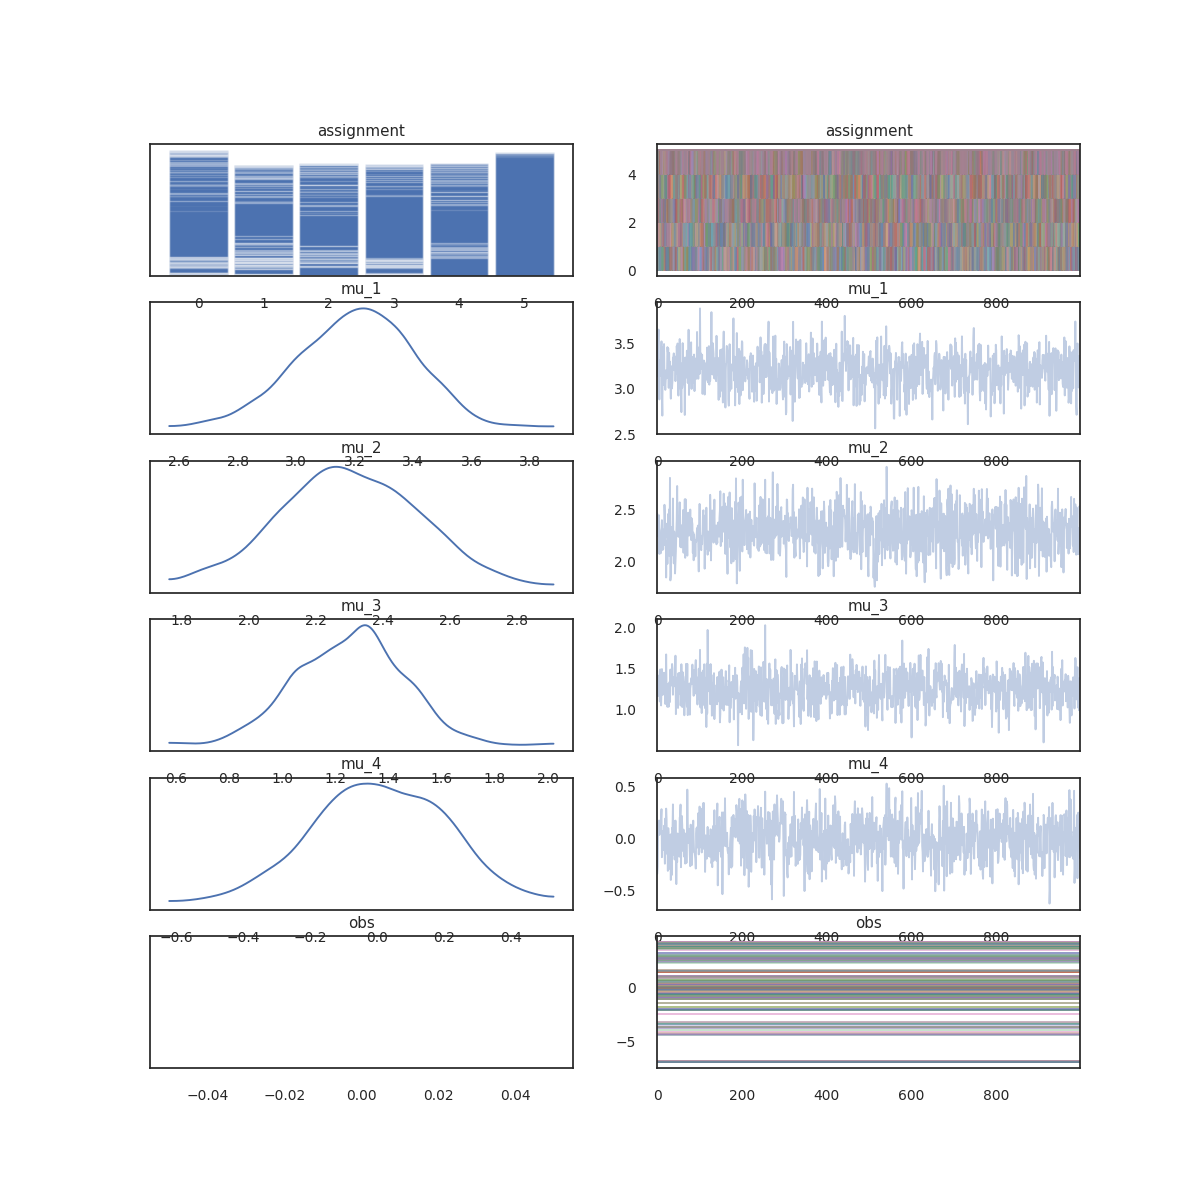 assignment assignment
4
2
0
0 1 2 3 4 5
mu_1 mu_1
0 200 400 600 800
3.5
3.0
2.5
2.6 2.8 3.0 3.2 3.4 3.6 3.8
mu_2 mu_2
0 200 400 600 800
2.5
2.0
1.8 2.0 2.2 2.4 2.6 2.8
mu_3 mu_3
0 200 400 600 800
2.0
1.5
1.0
0.6 0.8 1.0 1.2 1.4 1.6 1.8 2.0
mu_4 mu_4
0 200 400 600 800
0.5
0.0
−0.5
−0.6 −0.4 −0.2 0.0 0.2 0.4
obs obs
0 200 400 600 800
0
−5
−0.04 −0.02 0.00 0.02 0.04
0 200 400 600 800